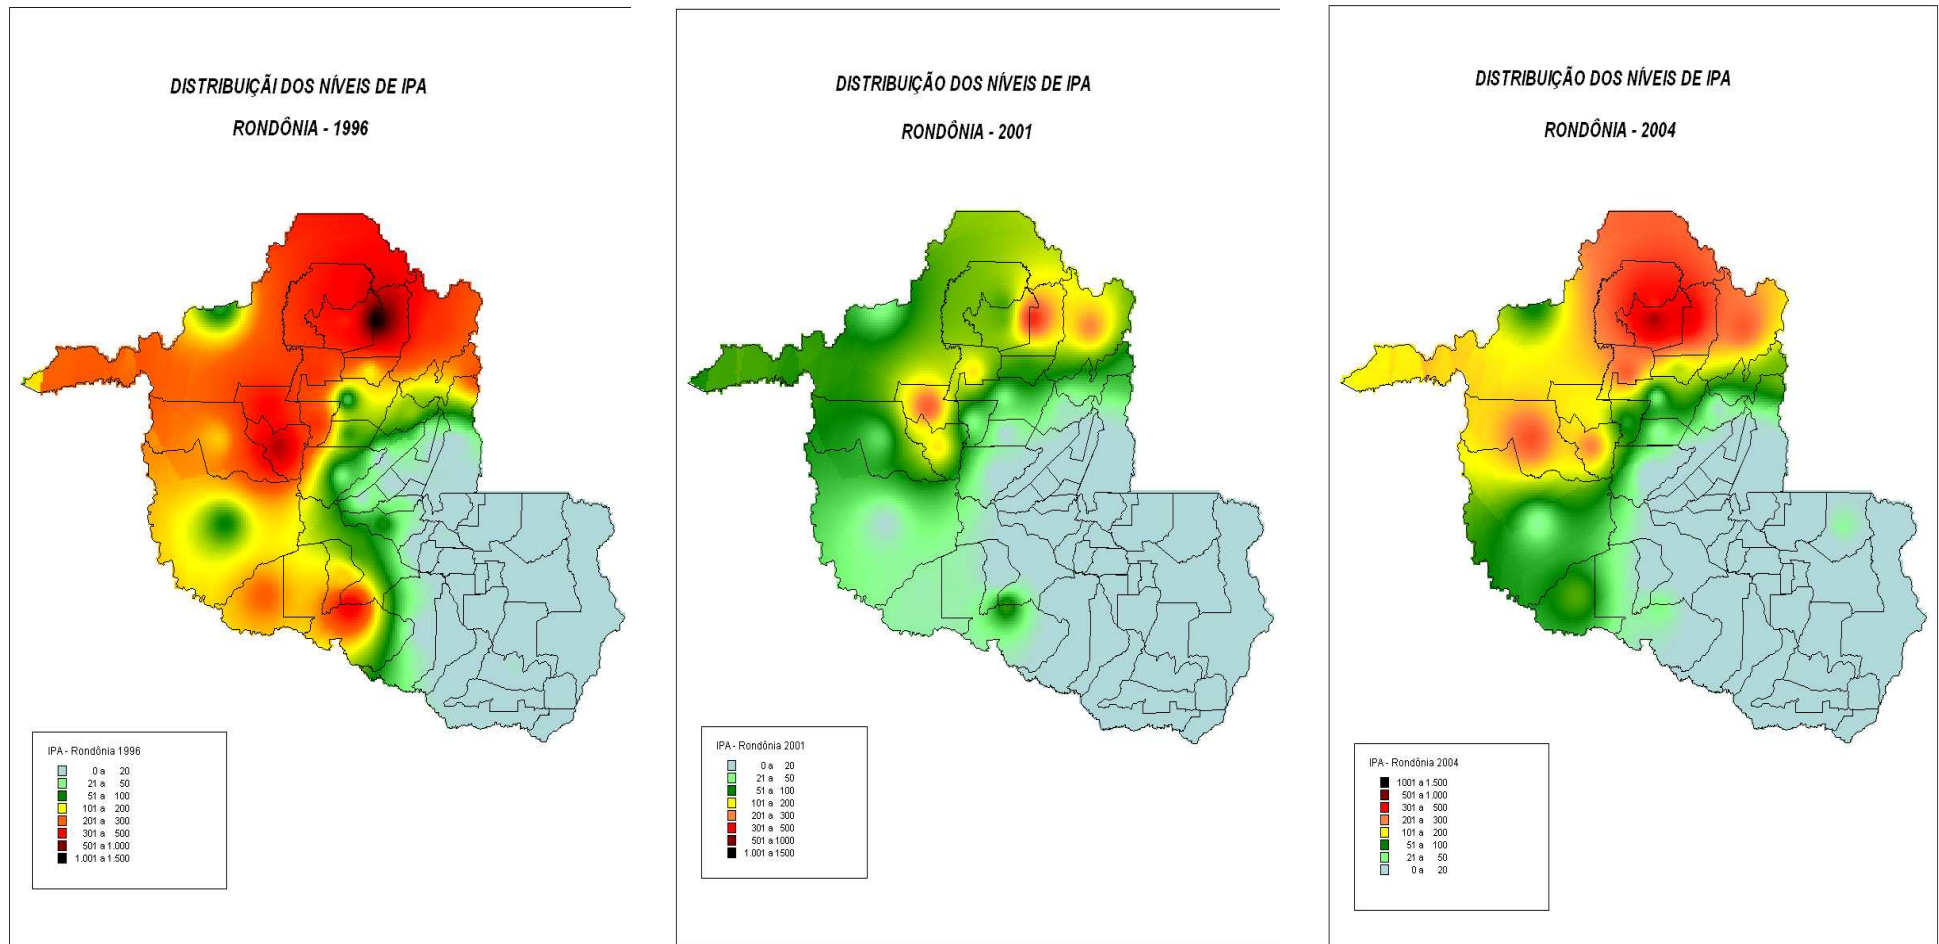 DISTRIBUIÇÃI DOS NÍVEIS DE IPA
RONDÔNIA - 1996
IPA - Rondônia 1996
0 a 20
21 a 50
51 a 100
101 a 200
201 a 300
301 a 500
501 a 1.000
1.001 a 1.500
DISTRIBUIÇÃO DOS NÍVEIS DE IPA
RONDÔNIA - 2001
IPA - Rondônia 2001
0 a 20
21 a 50
51 a 100
101 a 200
201 a 300
301 a 500
501 a 1000
1.001 a 1500
DISTRIBUIÇÃO DOS NÍVEIS DE IPA
RONDÔNIA - 2004
IPA - Rondônia 2004
1001 a 1.500
501 a 1.000
301 a 500
201 a 300
101 a 200
51 a 100
21 a 50
0 a 20